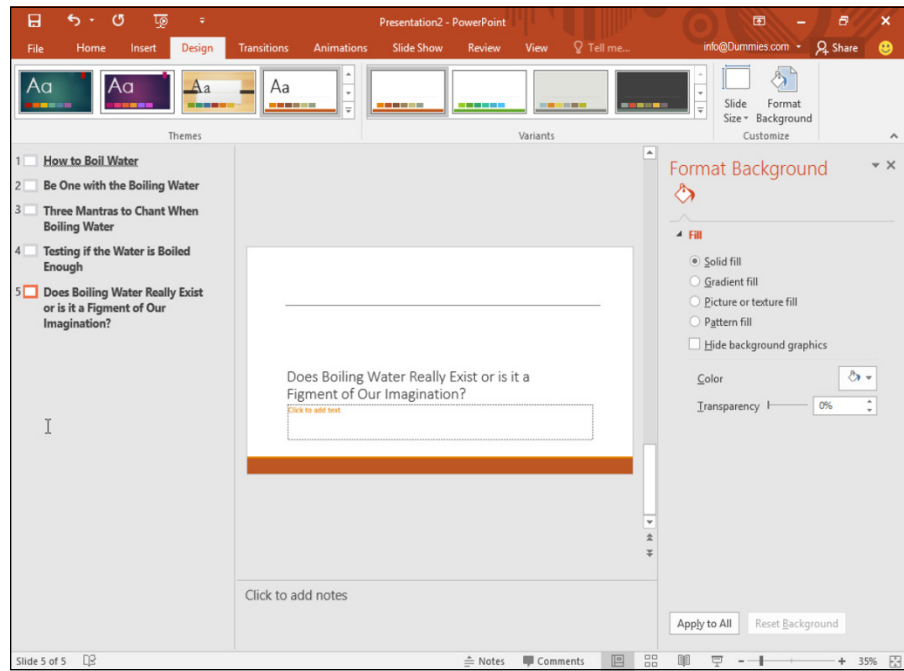 Presentation2 - PowerPoint
File Home Insert Design Transitions Animations Slide Show Review View Tell me... info@Dummies.com Share
Aa Aa Aa Aa
Slide Size Format Background
Themes Variants Customize
1 How to Boil Water
2 Be One with the Boiling Water
3 Three Mantras to Chant When
Boiling Water
4 Testing if the Water is Boiled
Enough
5 Does Boiling Water Really Exist
or is it a Figment of Our
Imagination?
Does Boiling Water Really Exist or is it a
Figment of Our Imagination?
Click to add text
Click to add notes
Format Background
Fill
Solid fill
Gradient fill
Picture or texture fill
Pattern fill
Hide background graphics
Color
Transparency 0%
Apply to All Reset Background
Slide 5 of 5 Notes Comments 35%